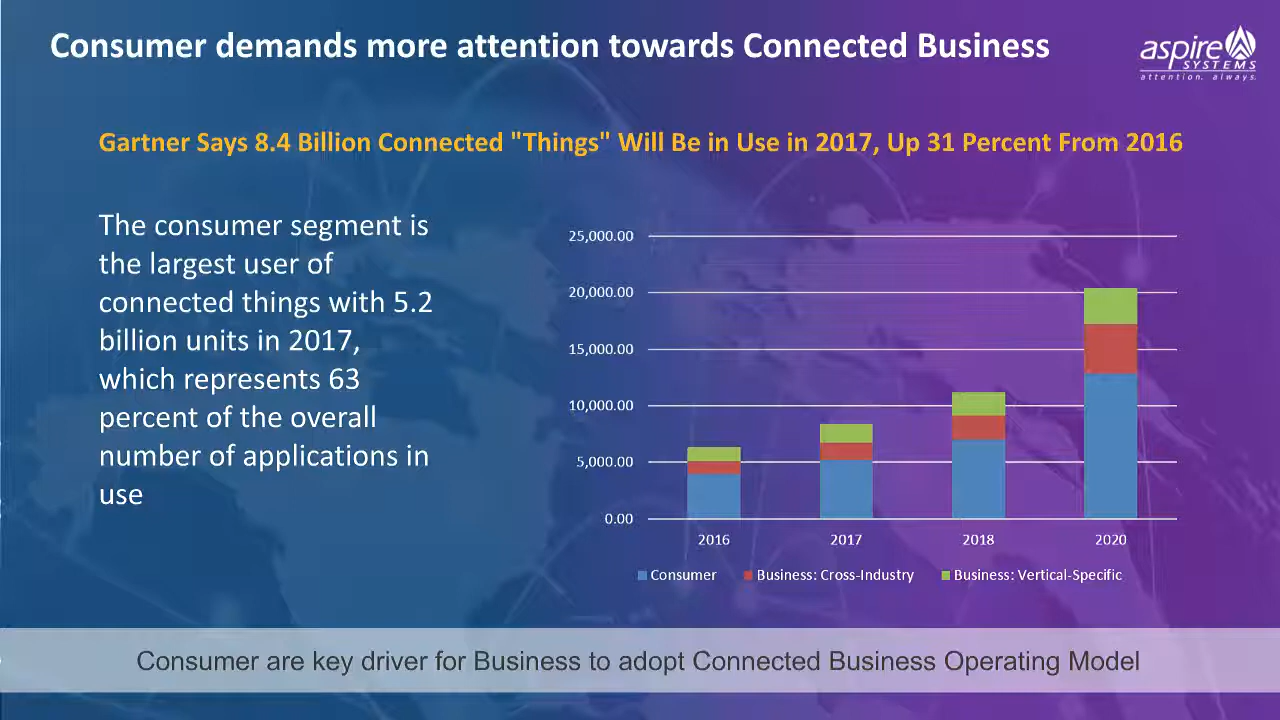 Consumer demands more attention towards Connected Business
aspire
SYSTEMS
attention. always.
Gartner Says 8.4 Billion Connected "Things" Will Be in Use in 2017, Up 31 Percent From 2016
The consumer segment is
the largest user of
connected things with 5.2
billion units in 2017,
which represents 63
percent of the overall
number of applications in
use
25,000.00
20,000.00
15,000.00
10,000.00
5,000.00
0.00
2016 2017 2018 2020
Consumer Business: Cross-Industry Business: Vertical-Specific
Consumer are key driver for Business to adopt Connected Business Operating Model